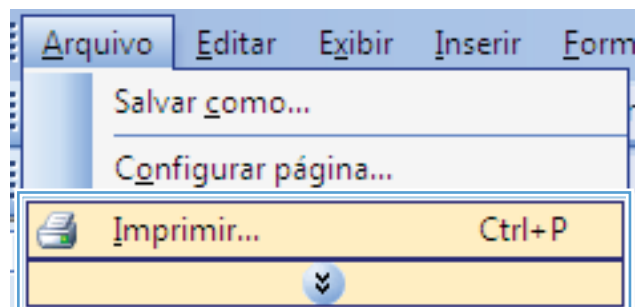 Arquivo Editar Exibir Inserir Form
Salvar como...
Configurar página...
Imprimir... Ctrl+P